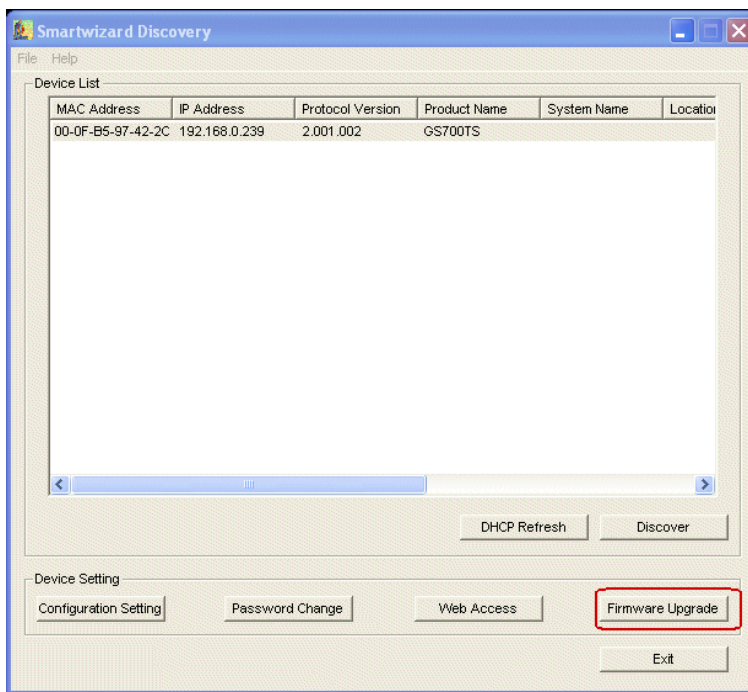 Smartwizard Discovery
File Help
Device List
MAC Address IP Address Protocol Version Product Name System Name Location
00-0F-B5-97-42-2C 192.168.0.239 2.001.002 GS700TS
DHCP Refresh Discover
Device Setting
Configuration Setting Password Change Web Access Firmware Upgrade
Exit